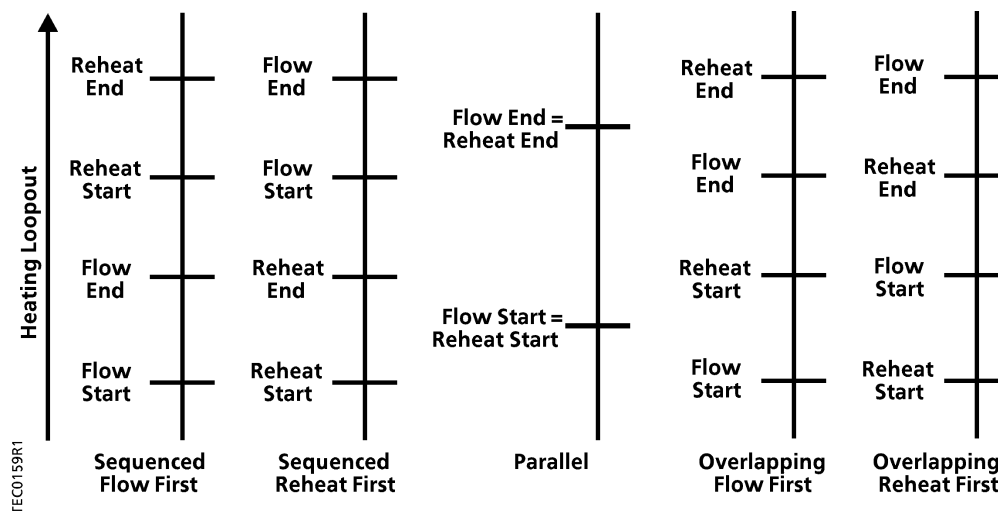 Heating Loopout
TEC0159R1
Reheat
End
Reheat
Start
Flow
End
Flow
Start
Sequenced
Flow First
Flow
End
Flow
Start
Reheat
End
Reheat
Start
Sequenced
Reheat First
Flow End =
Reheat End
Flow Start =
Reheat Start
Parallel
Reheat
End
Flow
End
Reheat
Start
Flow
Start
Overlapping
Flow First
Flow
End
Reheat
End
Flow
Start
Reheat
Start
Overlapping
Reheat First